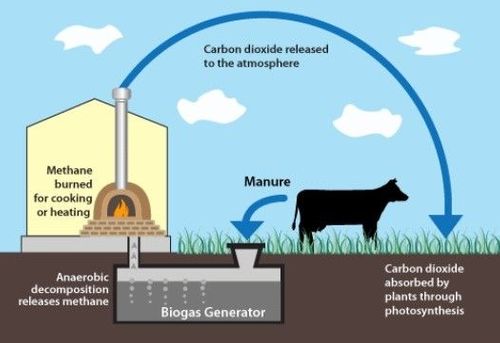 Carbon dioxide released
to the atmosphere
Methane
burned
for cooking
or heating
Manure
Anaerobic
decomposition
releases methane
Biogas Generator
Carbon dioxide
absorbed by
plants through
photosynthesis